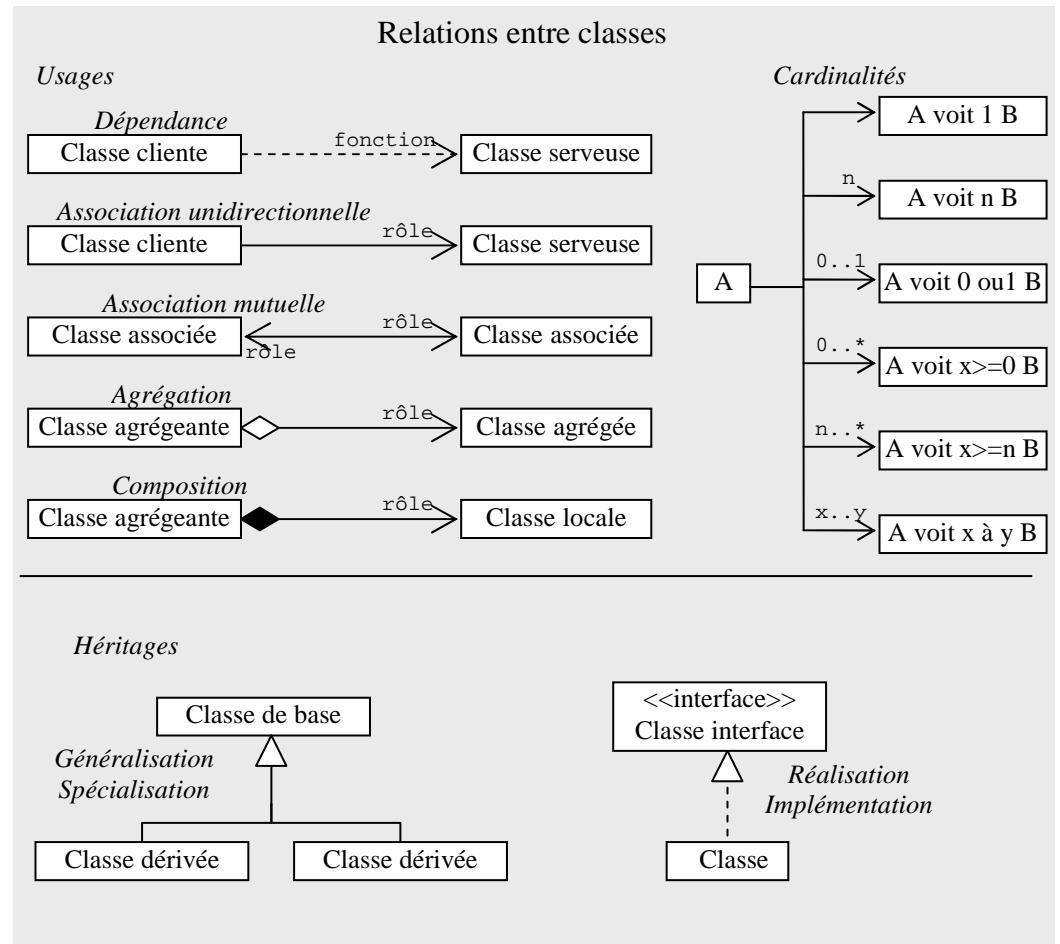 Relations entre classes
Usages
Dépendance
Classe cliente
fonction
Classe serveuse
Association unidirectionnelle
Classe cliente
rôle
Classe serveuse
Association mutuelle
Classe associée
rôle
rôle
Classe associée
Agrégation
Classe agrégeante
rôle
Classe agrégée
Composition
Classe agrégeante
rôle
Classe locale
Cardinalités
A
A voit 1 B
n
A voit n B
0..1
A voit 0 ou1 B
0..*
A voit x>=0 B
n..*
A voit x>=n B
x..y
A voit x à y B
Héritages
Classe de base
Généralisation
Spécialisation
Classe dérivée
Classe dérivée
<<interface>>
Classe interface
Réalisation
Implémentation
Classe